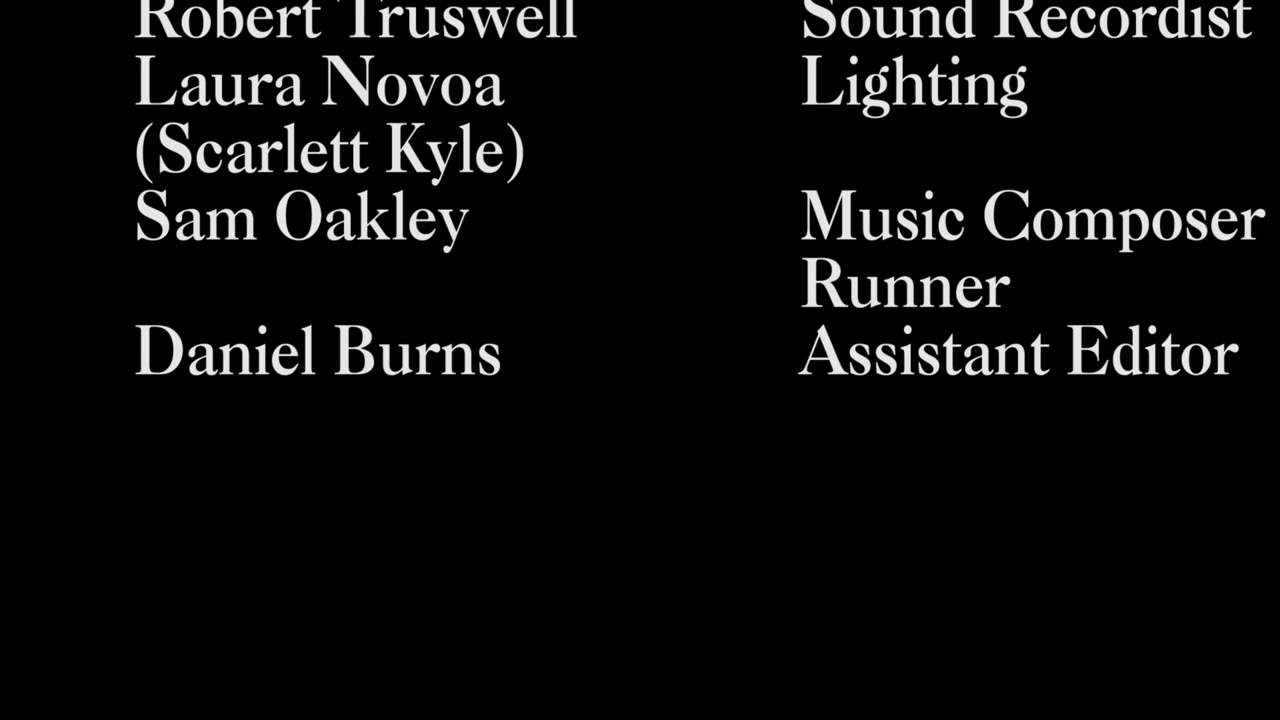 Robert Truswell Sound Recordist
Laura Novoa Lighting
(Scarlett Kyle)
Sam Oakley Music Composer
Runner
Daniel Burns Assistant Editor